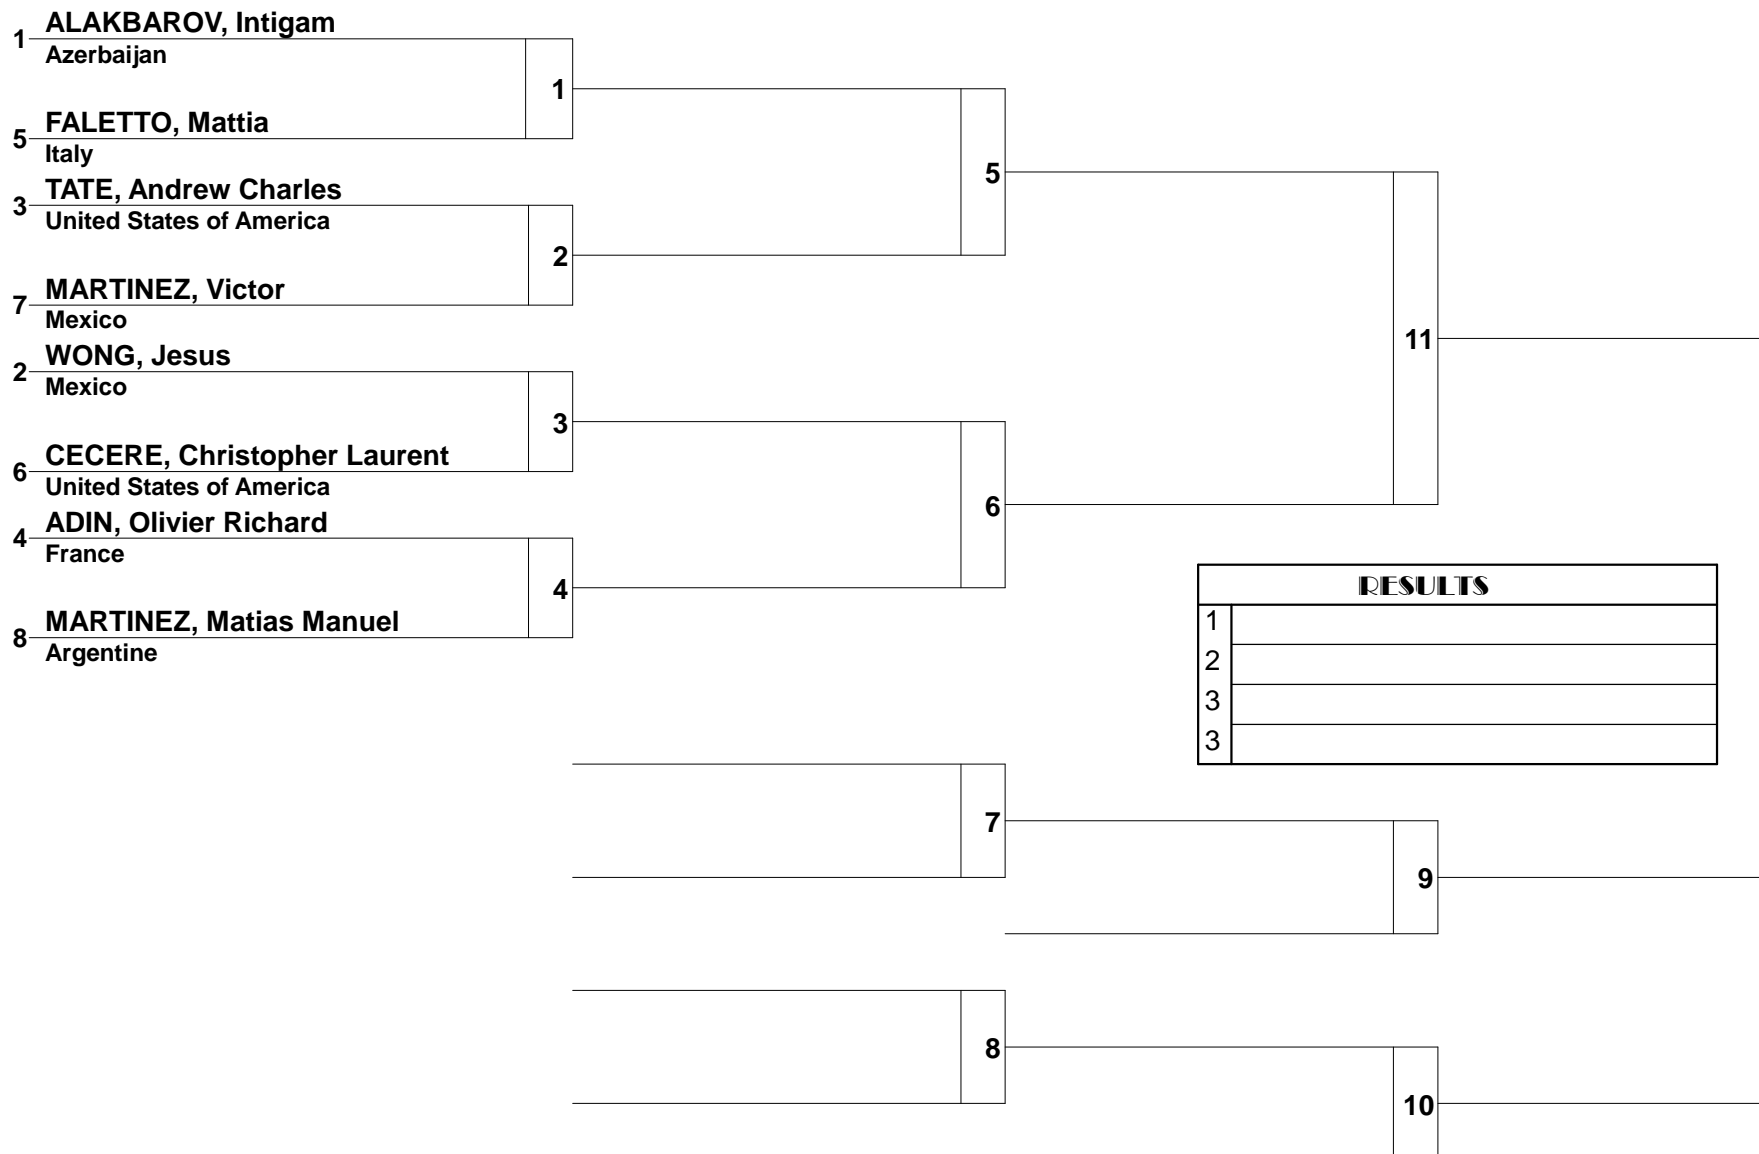 1 ALAKBAROV, Intigam
Azerbaijan
1
5 FALETTO, Mattia
Italy
5
3 TATE, Andrew Charles
United States of America
2
7 MARTINEZ, Victor
Mexico
11
2 WONG, Jesus
Mexico
3
6 CECERE, Christopher Laurent
United States of America
6
4 ADIN, Olivier Richard
France
4
8 MARTINEZ, Matias Manuel
Argentine
RESULTS
1
2
3
3
7
9
8
10